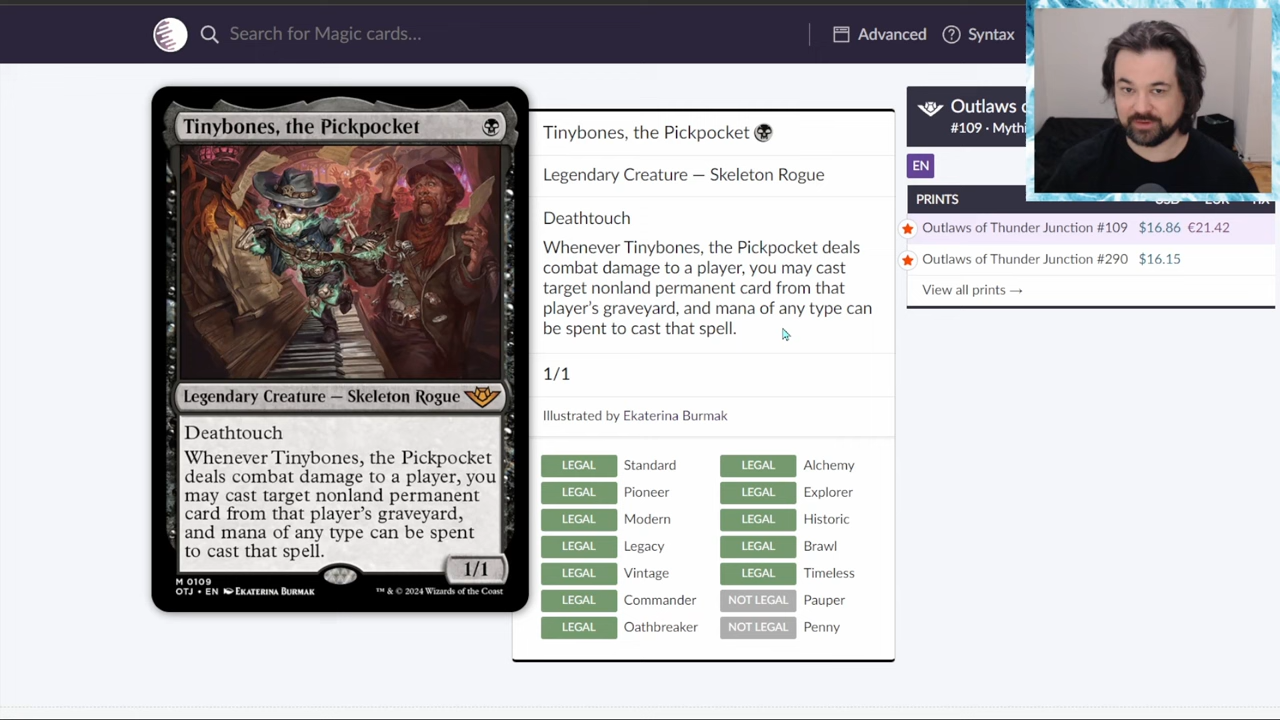 Search for Magic cards...
Advanced
Syntax
Tinybones, the Pickpocket
Legendary Creature — Skeleton Rogue
Deathtouch
Whenever Tinybones, the Pickpocket
deals combat damage to a player, you
may cast target nonland permanent
card from that player's graveyard,
and mana of any type can be spent
to cast that spell.
1/1
M 0109
OTJ • EN EKATERINA BURMAK
™ & © 2024 Wizards of the Coast
Tinybones, the Pickpocket
Legendary Creature — Skeleton Rogue
Deathtouch
Whenever Tinybones, the Pickpocket deals
combat damage to a player, you may cast
target nonland permanent card from that
player's graveyard, and mana of any type can
be spent to cast that spell.
1/1
Illustrated by Ekaterina Burmak
LEGAL Standard LEGAL Alchemy
LEGAL Pioneer LEGAL Explorer
LEGAL Modern LEGAL Historic
LEGAL Legacy LEGAL Brawl
LEGAL Vintage LEGAL Timeless
LEGAL Commander NOT LEGAL Pauper
LEGAL Oathbreaker NOT LEGAL Penny
Outlaws
#109 · Mythi
EN
PRINTS
Outlaws of Thunder Junction #109 $16.86 €21.42
Outlaws of Thunder Junction #290 $16.15
View all prints →